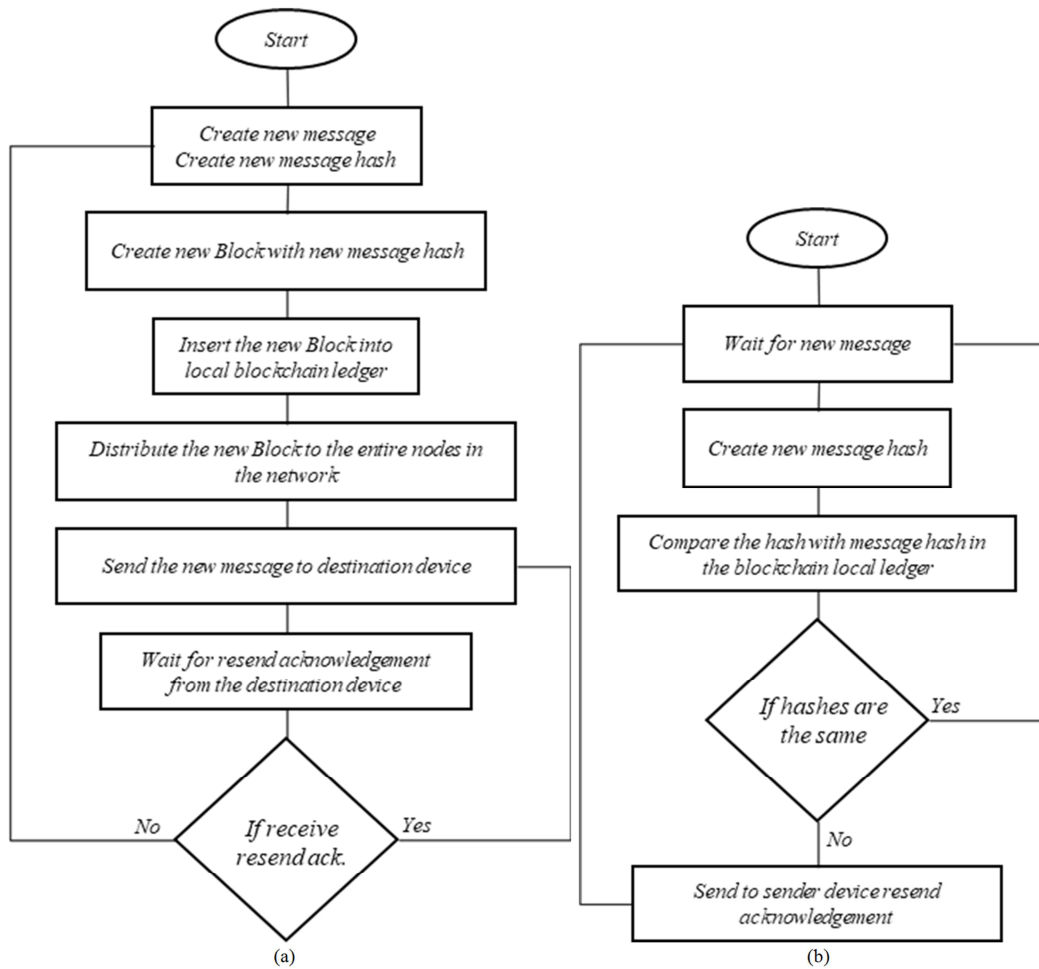 Start
Create new message
Create new message hash
Create new Block with new message hash
Insert the new Block into
local blockchain ledger
Distribute the new Block to the entire nodes in
the network
Send the new message to destination device
Wait for resend acknowledgement
from the destination device
No
If receive
resend ack.
Yes
(a)
Start
Wait for new message
Create new message hash
Compare the hash with message hash in
the blockchain local ledger
If hashes are
the same
Yes
No
Send to sender device resend
acknowledgement
(b)